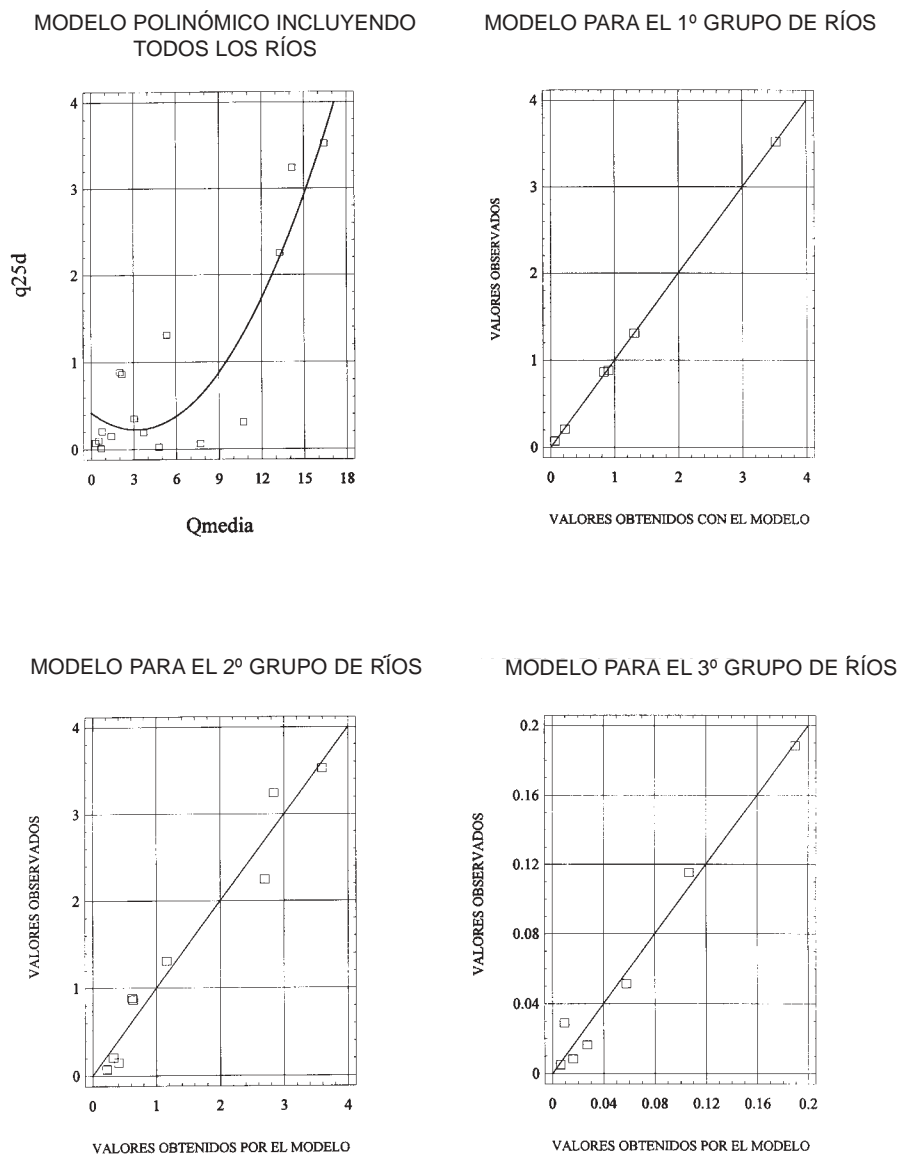 MODELO POLINÓMICO INCLUYENDO
TODOS LOS RÍOS
4
3
2
1
0
q25d
0 3 6 9 12 15 18
Qmedia
MODELO PARA EL 1º GRUPO DE RÍOS
4
3
2
1
0
VALORES OBSERVADOS
0 1 2 3 4
VALORES OBTENIDOS CON EL MODELO
MODELO PARA EL 2º GRUPO DE RÍOS
4
3
2
1
0
VALORES OBSERVADOS
0 1 2 3 4
VALORES OBTENIDOS POR EL MODELO
MODELO PARA EL 3º GRUPO DE RÍOS
0.2
0.16
0.12
0.08
0.04
0
VALORES OBSERVADOS
0 0.04 0.08 0.12 0.16 0.2
VALORES OBTENIDOS POR EL MODELO